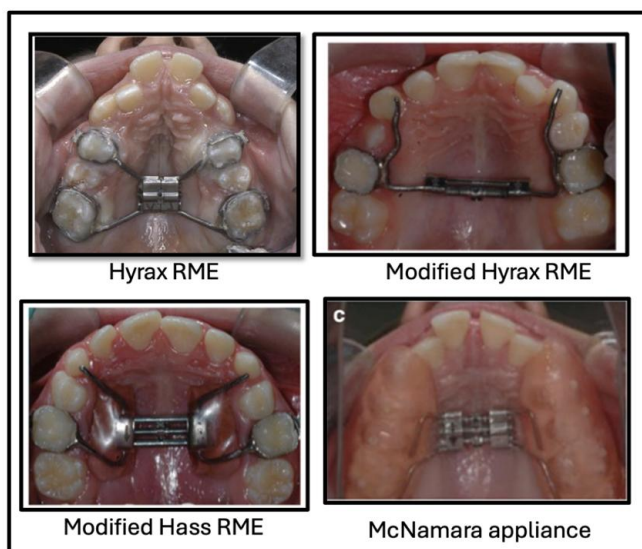 Hyrax RME
Modified Hyrax RME
C
Modified Hass RME
McNamara appliance